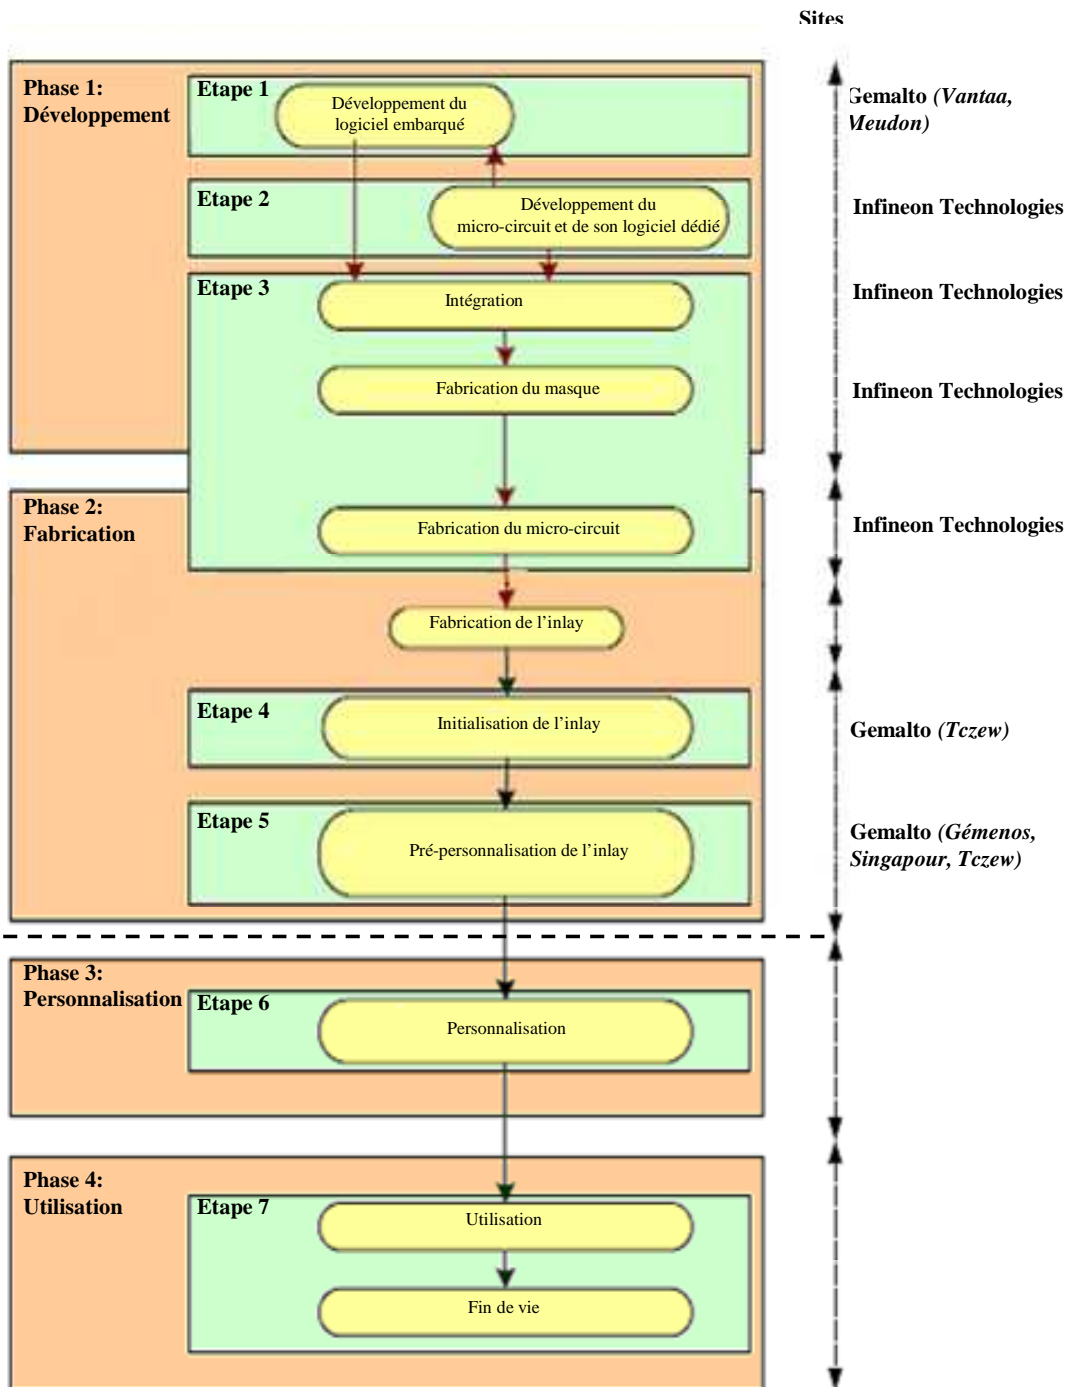 Sites
Phase 1:
Développement
Etape 1
Développement du
logiciel embarqué
Gemalto (Vantaa,
Meudon)
Etape 2
Développement du
micro-circuit et de son logiciel dédié
Infineon Technologies
Etape 3
Intégration
Infineon Technologies
Fabrication du masque
Infineon Technologies
Phase 2:
Fabrication
Fabrication du micro-circuit
Infineon Technologies
Fabrication de l’inlay
Etape 4
Initialisation de l’inlay
Gemalto (Tczew)
Etape 5
Pré-personnalisation de l’inlay
Gemalto (Gémenos,
Singapour, Tczew)
Phase 3:
Personnalisation
Etape 6
Personnalisation
Phase 4:
Utilisation
Etape 7
Utilisation
Fin de vie